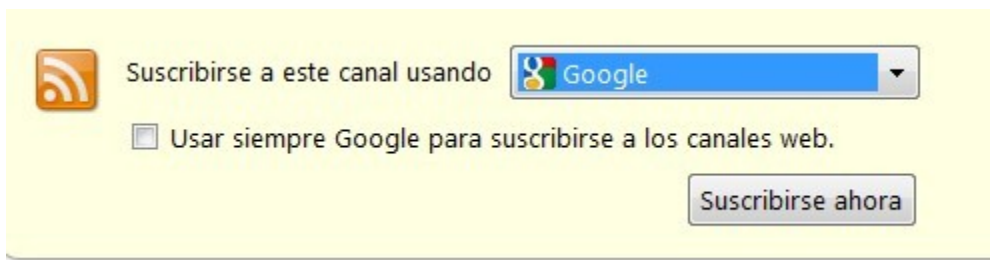 Suscribirse a este canal usando Google
Usar siempre Google para suscribirse a los canales web.
Suscribirse ahora